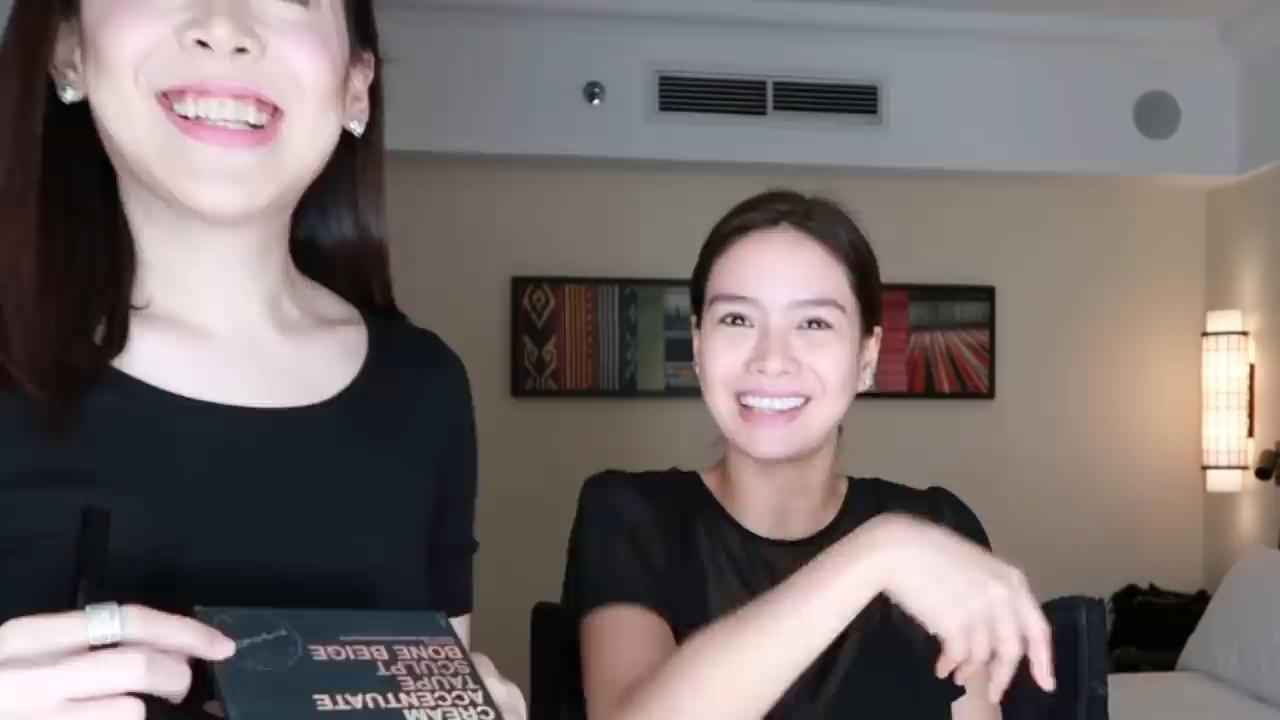 CREAM
ACCENTUATE
TAUPE
SCULPT
BONE BEIGE